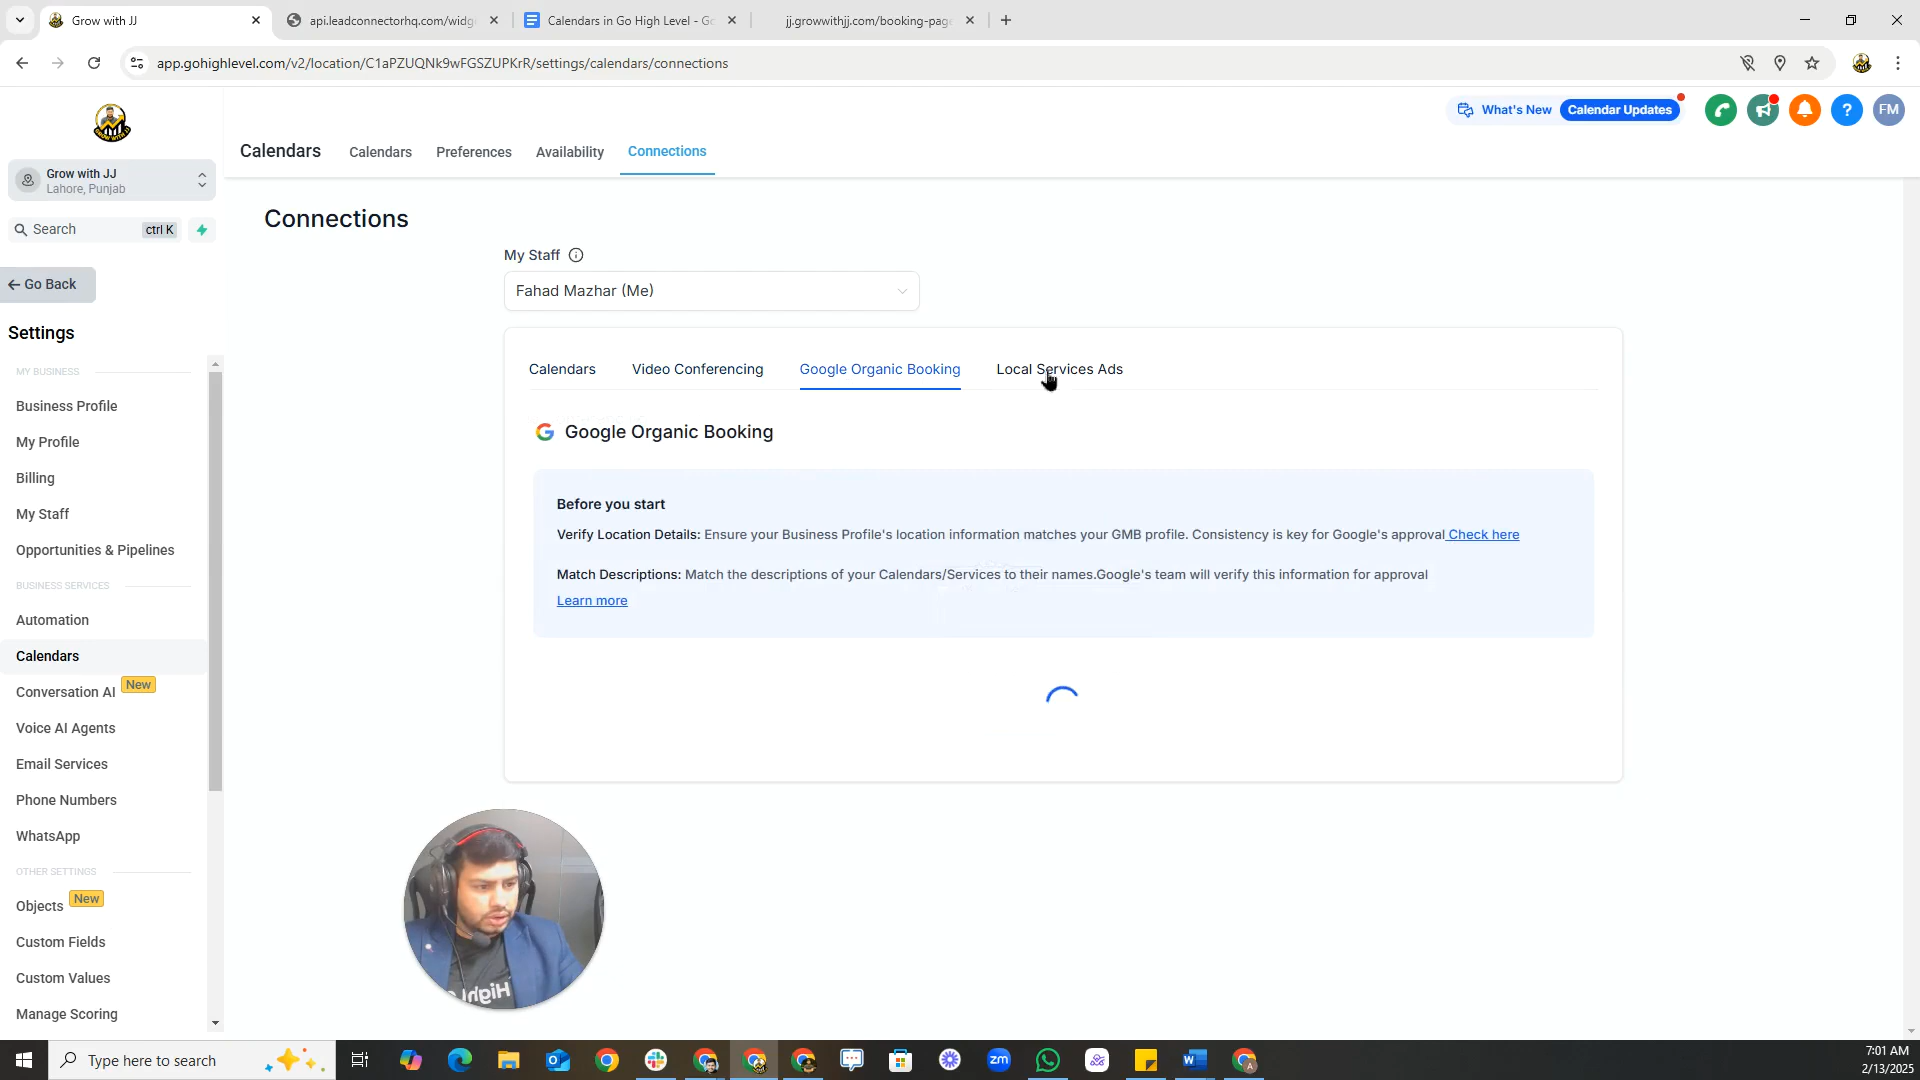 Grow with JJ
api.leadconnectorhq.com/widg
Calendars in Go High Level - Go
jj.growwithjj.com/booking-page
app.gohighlevel.com/v2/location/C1aPZUQNk9wFGSZUPKrR/settings/calendars/connections
What's New
Calendar Updates
FM
Calendars
Calendars
Preferences
Availability
Connections
Grow with JJ
Lahore, Punjab
Search
ctrl K
Go Back
Settings
MY BUSINESS
Business Profile
My Profile
Billing
My Staff
Opportunities & Pipelines
BUSINESS SERVICES
Automation
Calendars
Conversation AI
New
Voice AI Agents
Email Services
Phone Numbers
WhatsApp
OTHER SETTINGS
Objects
New
Custom Fields
Custom Values
Manage Scoring
Connections
My Staff
Fahad Mazhar (Me)
Calendars
Video Conferencing
Google Organic Booking
Local Services Ads
Google Organic Booking
Before you start
Verify Location Details: Ensure your Business Profile's location information matches your GMB profile. Consistency is key for Google's approval Check here
Match Descriptions: Match the descriptions of your Calendars/Services to their names.Google's team will verify this information for approval
Learn more
Type here to search
zm
7:01 AM
2/13/2025